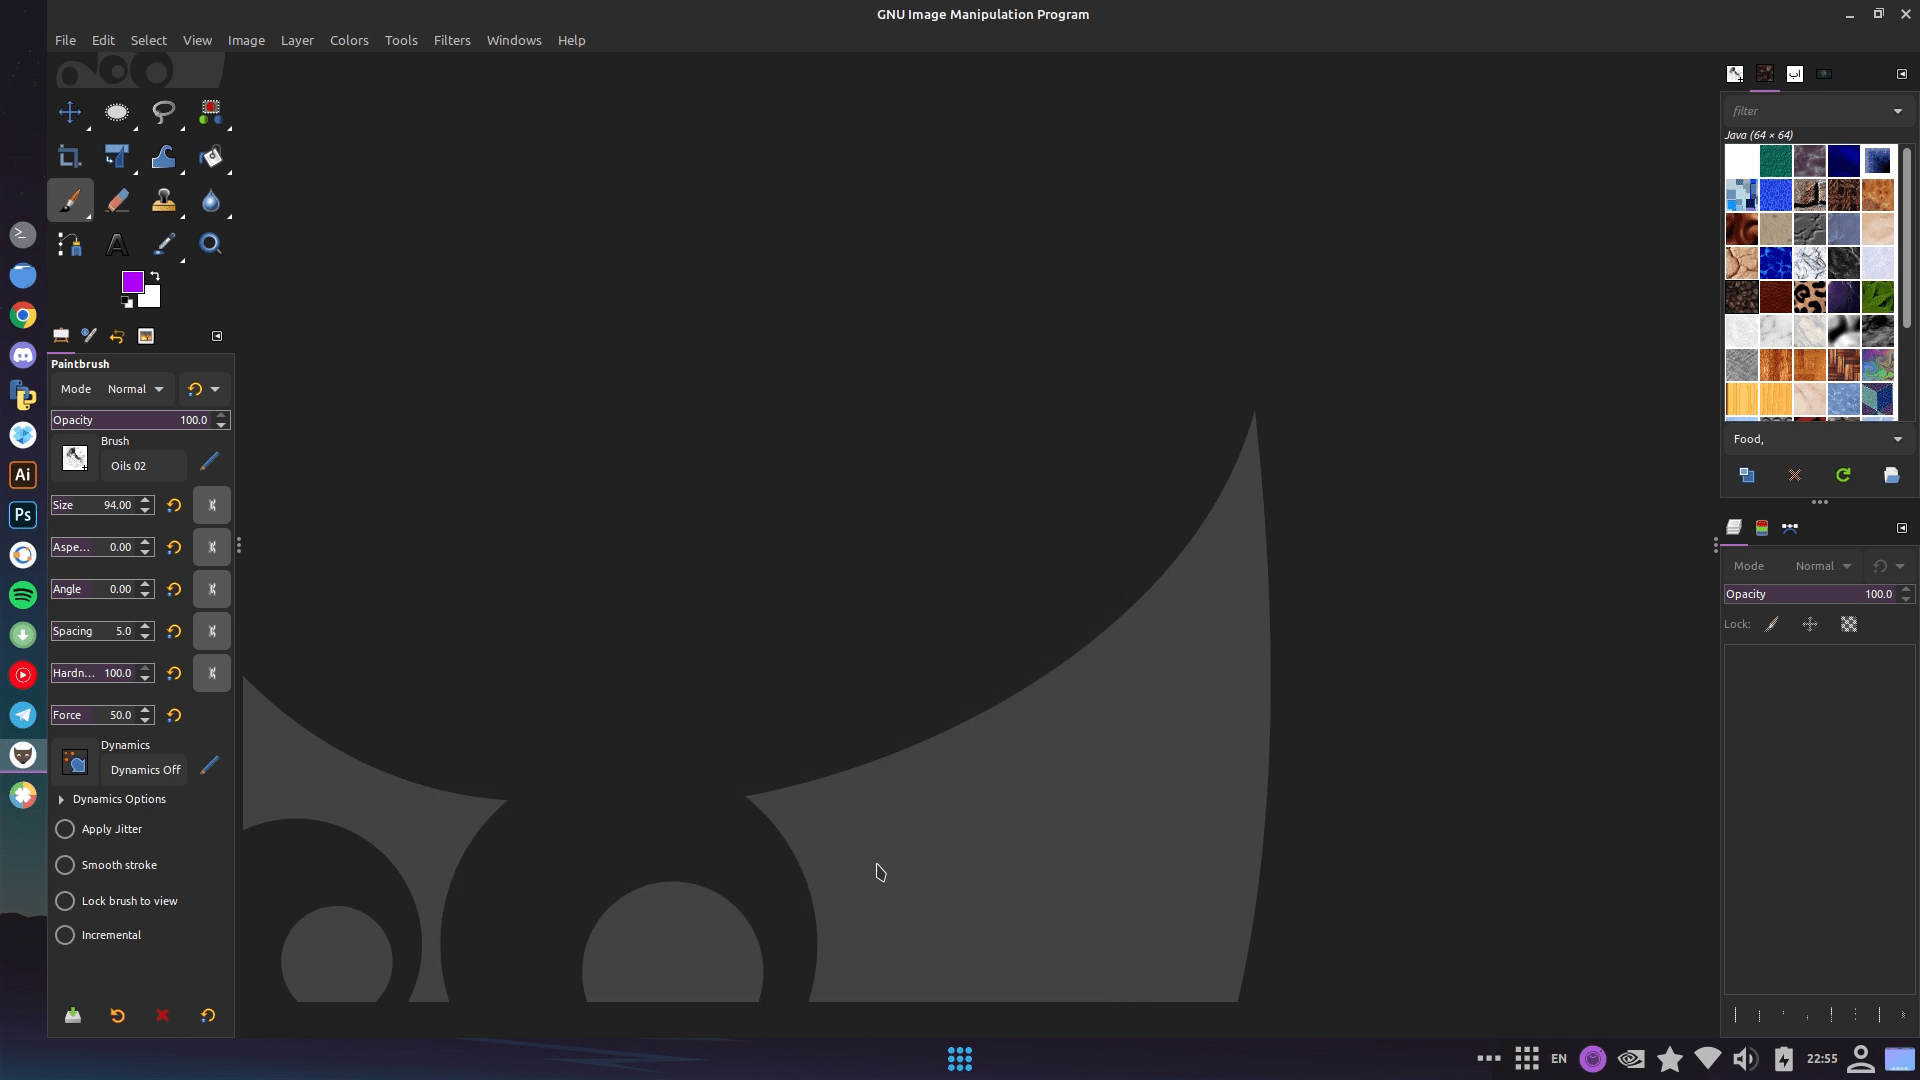 GNU Image Manipulation Program
File Edit Select View Image Layer Colors Tools Filters Windows Help
Paintbrush
Mode Normal
Opacity 100.0
Brush
Oils 02
Size 94.00
Aspe... 0.00
Angle 0.00
Spacing 5.0
Hardn... 100.0
Force 50.0
Dynamics
Dynamics Off
Dynamics Options
Apply Jitter
Smooth stroke
Lock brush to view
Incremental
Ai
Ps
filter
Java (64 × 64)
Food,
Mode Normal
Opacity 100.0
Lock:
EN 22:55